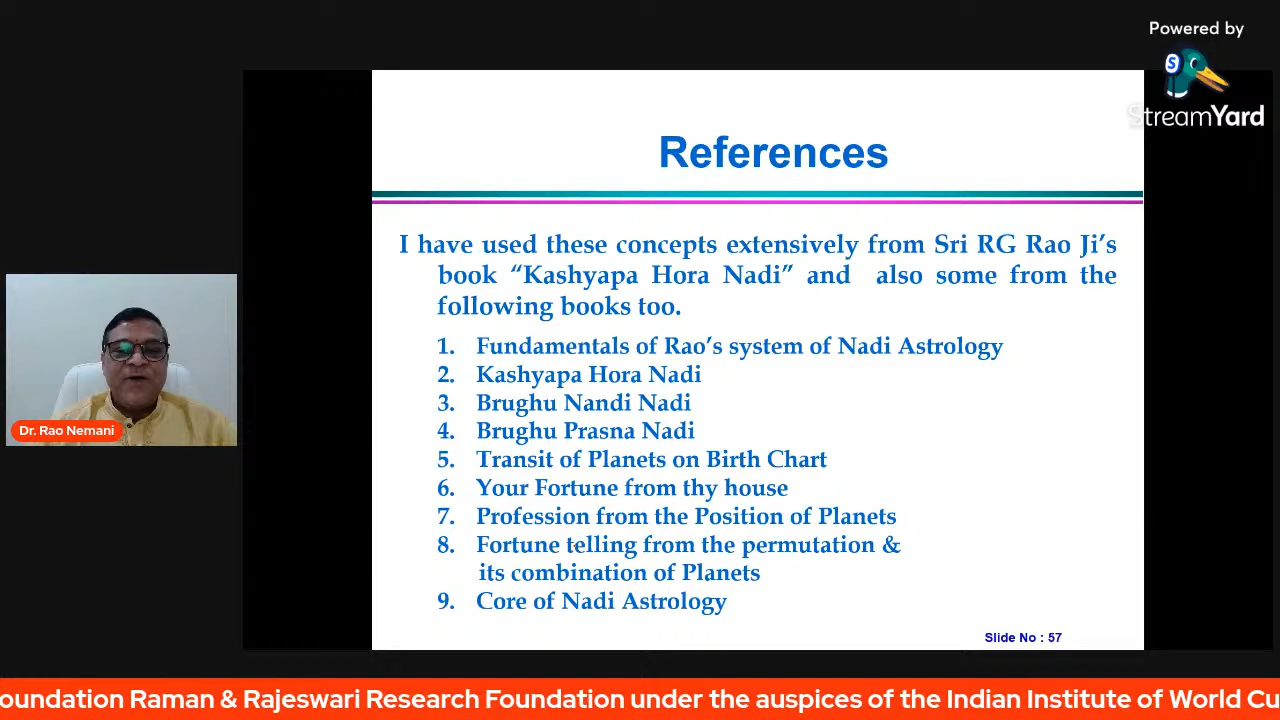 Powered by
StreamYard
References
I have used these concepts extensively from Sri RG Rao Ji’s
book “Kashyapa Hora Nadi” and also some from the
following books too.
1. Fundamentals of Rao’s system of Nadi Astrology
2. Kashyapa Hora Nadi
3. Brughu Nandi Nadi
4. Brughu Prasna Nadi
5. Transit of Planets on Birth Chart
6. Your Fortune from thy house
7. Profession from the Position of Planets
8. Fortune telling from the permutation &
its combination of Planets
9. Core of Nadi Astrology
Slide No : 57
Dr. Rao Nemani
oundation Raman & Rajeswari Research Foundation under the auspices of the Indian Institute of World Cu